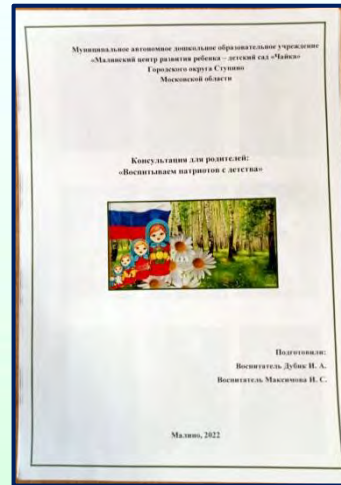 Муниципальное автономное дошкольное образовательное учреждение
«Малинский центр развития ребенка – детский сад «Чайка»
Городского округа Ступино
Московской области
Консультация для родителей:
«Воспитываем патриотов с детства»
Подготовили:
Воспитатель Дубик И. А.
Воспитатель Максимова И. С.
Малино, 2022